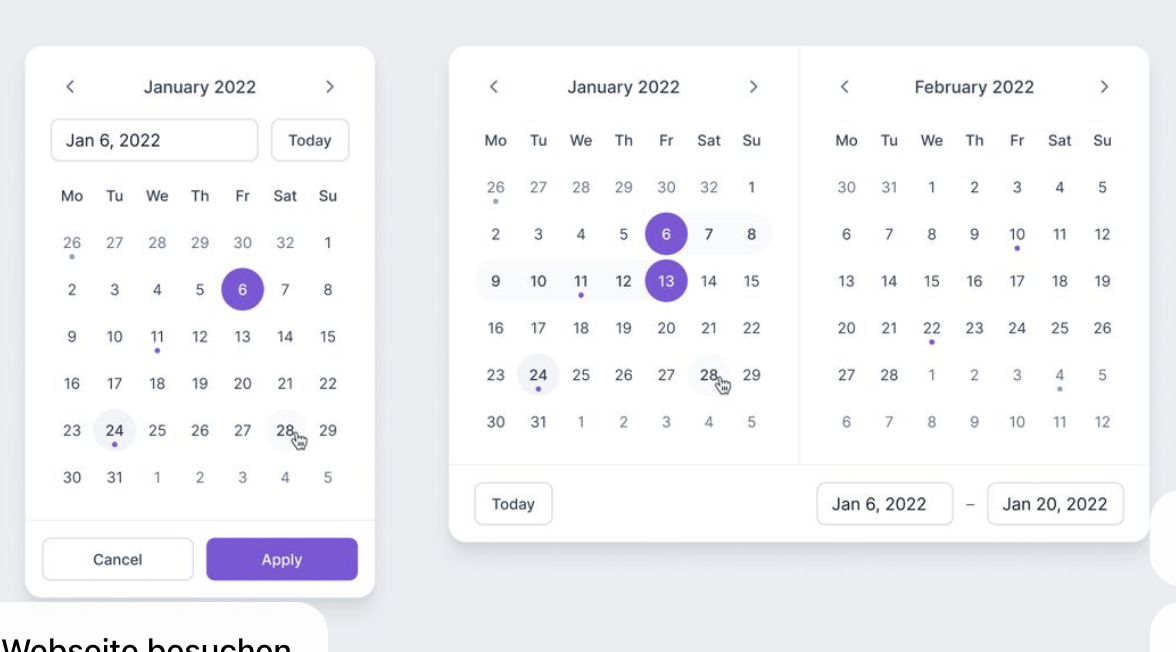 January 2022
Jan 6, 2022 Today
Mo Tu We Th Fr Sat Su
26 27 28 29 30 32 1
2 3 4 5 6 7 8
9 10 11 12 13 14 15
16 17 18 19 20 21 22
23 24 25 26 27 28 29
30 31 1 2 3 4 5
Cancel Apply
January 2022
Mo Tu We Th Fr Sat Su
26 27 28 29 30 32 1
2 3 4 5 6 7 8
9 10 11 12 13 14 15
16 17 18 19 20 21 22
23 24 25 26 27 28 29
30 31 1 2 3 4 5
February 2022
Mo Tu We Th Fr Sat Su
30 31 1 2 3 4 5
6 7 8 9 10 11 12
13 14 15 16 17 18 19
20 21 22 23 24 25 26
27 28 1 2 3 4 5
6 7 8 9 10 11 12
Today Jan 6, 2022 – Jan 20, 2022
Webseite besuchen